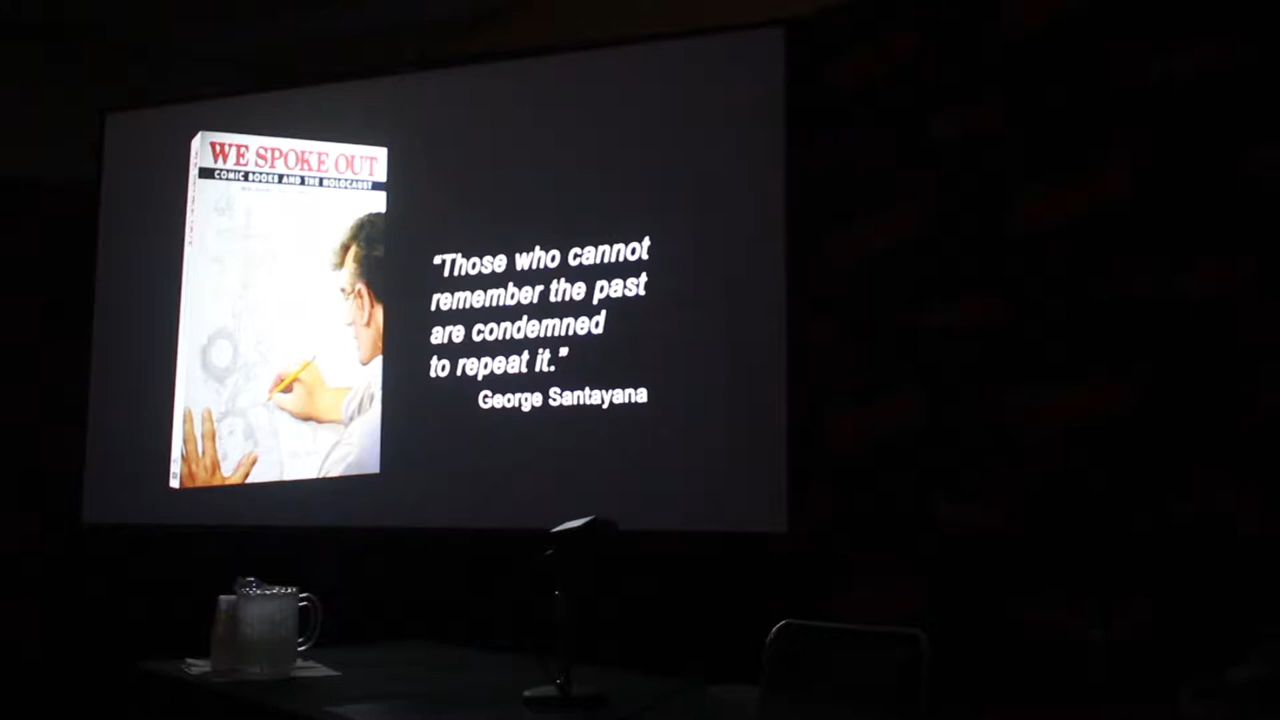 WE SPOKE OUT
COMIC BOOKS AND THE HOLOCAUST
“Those who cannot
remember the past
are condemned
to repeat it.”
George Santayana